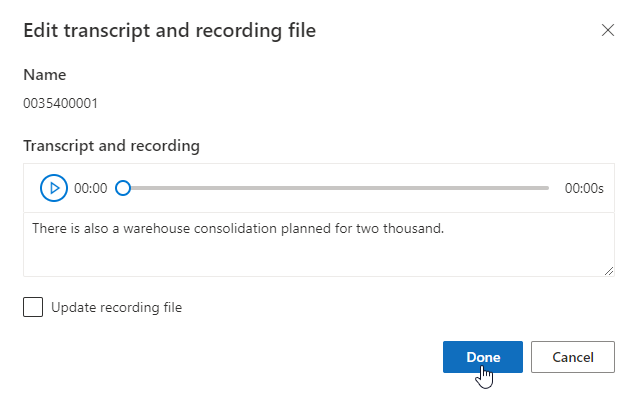 Edit transcript and recording file
Name
0035400001
Transcript and recording
00:00 00:00s
There is also a warehouse consolidation planned for two thousand.
Update recording file
Done Cancel